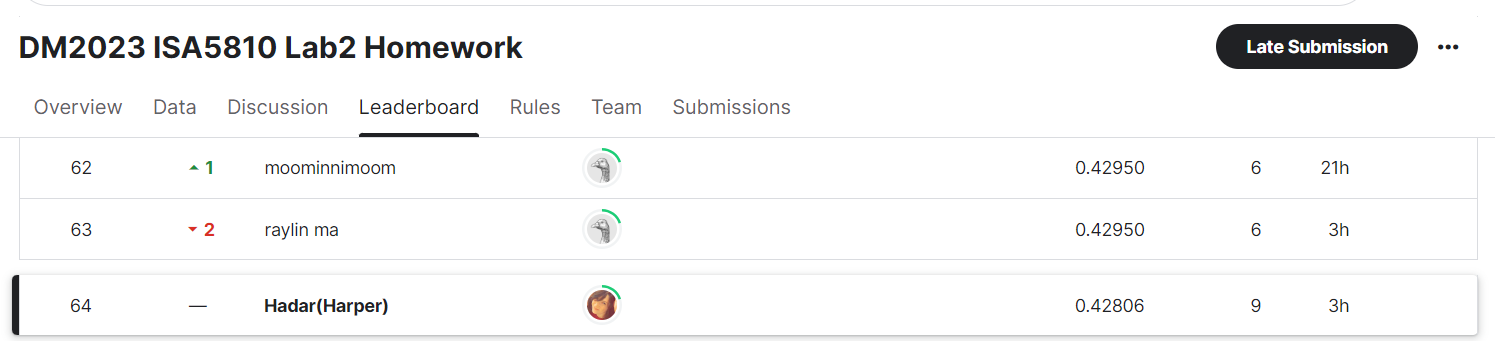 DM2023 ISA5810 Lab2 Homework Late Submission
Overview Data Discussion Leaderboard Rules Team Submissions
62 1 moominnimoom 0.42950 6 21h
63 2 raylin ma 0.42950 6 3h
64 — Hadar(Harper) 0.42806 9 3h